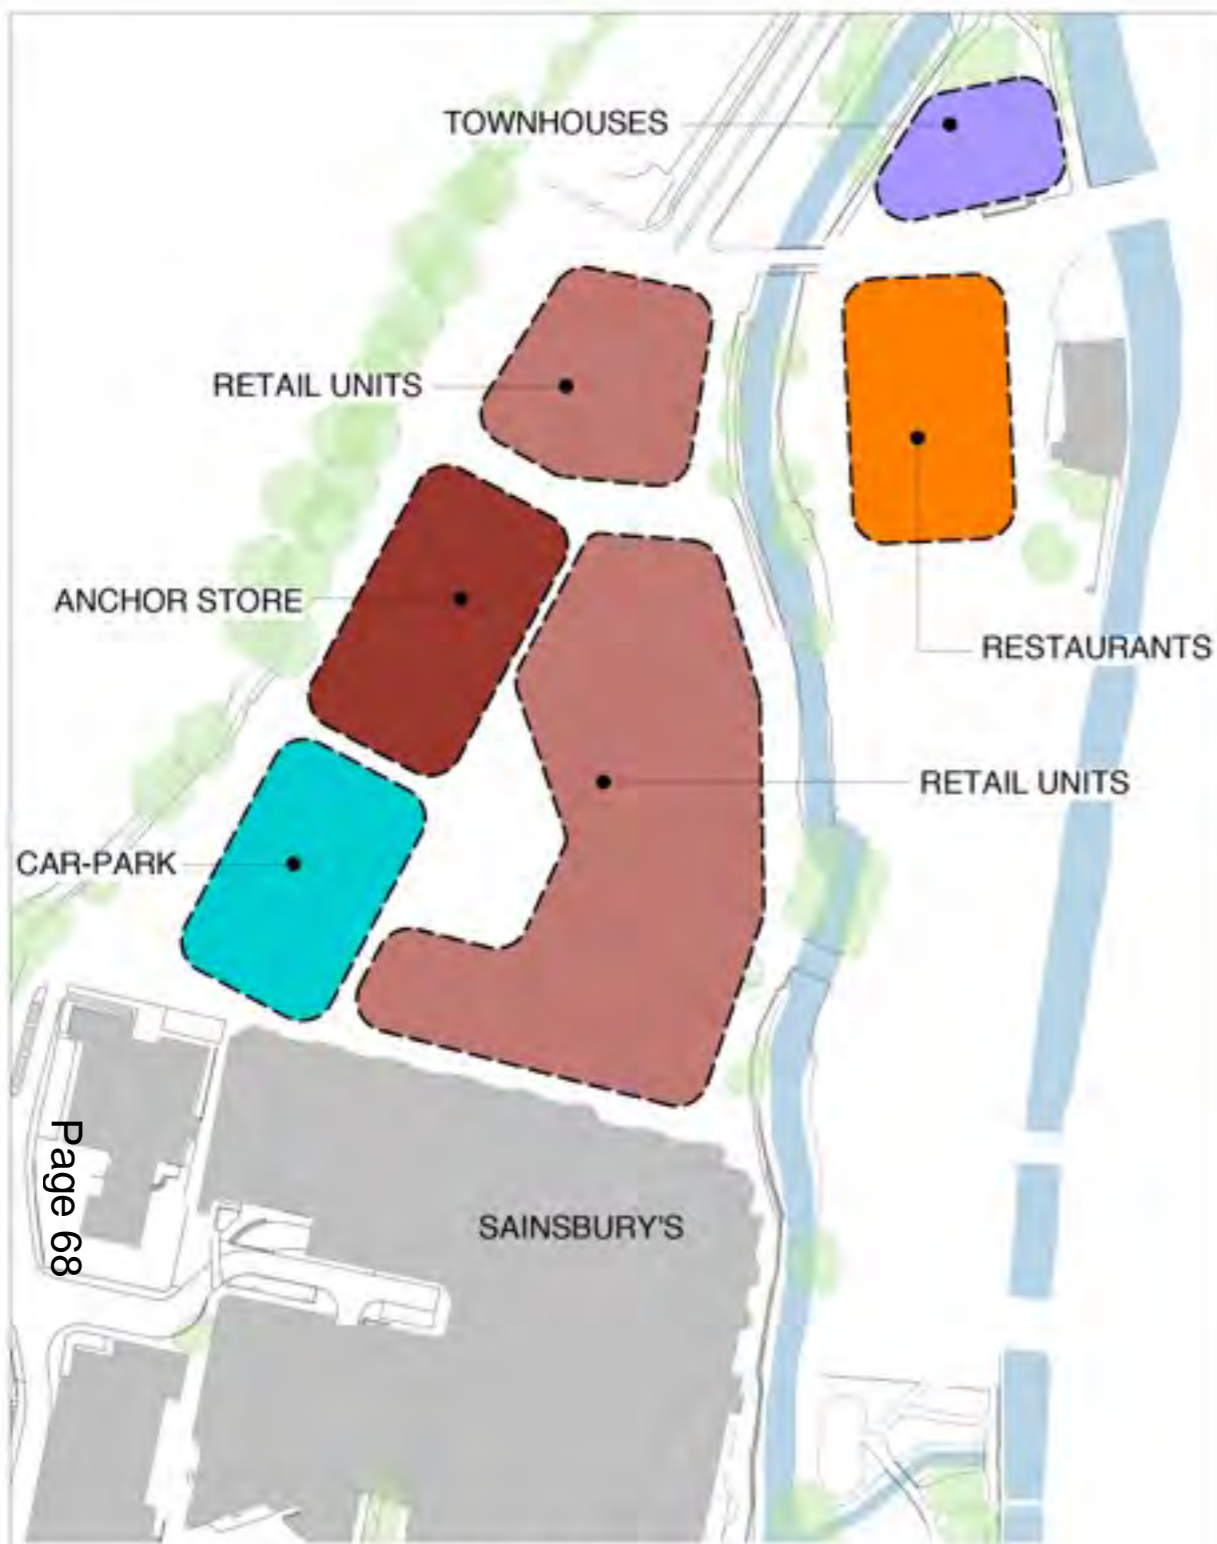 TOWNHOUSES
RETAIL UNITS
ANCHOR STORE
RESTAURANTS
RETAIL UNITS
CAR-PARK
Page 68
SAINSBURY'S